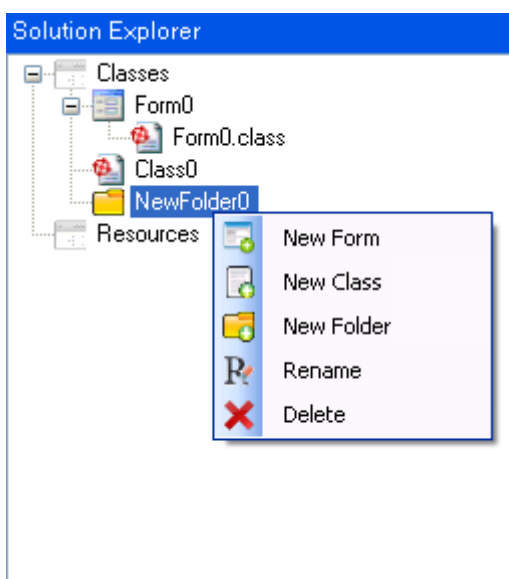 Solution Explorer
Classes
Form0
Form0.class
Class0
NewFolder0
Resources
New Form
New Class
New Folder
Rename
Delete